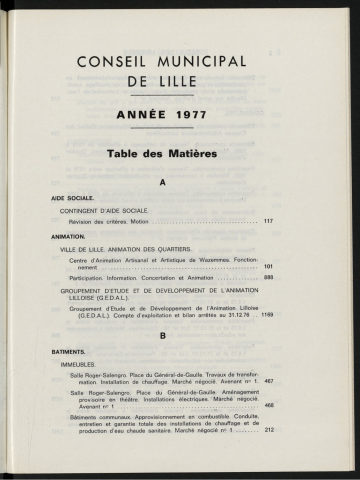 CONSEIL MUNICIPAL
DE LILLE
ANNÉE 1977
Table des Matières
A
AIDE SOCIALE.
CONTINGENT D'AIDE SOCIALE.
Révision des critères. Motion ........ 117
ANIMATION.
VILLE DE LILLE. ANIMATION DES QUARTIERS.
Centre d'Animation Artisanal et Artistique de Wazemmes. Fonction-
nement ........ 101
Participation. Information. Concertation et Animation ........ 888
GROUPEMENT D'ETUDE ET DE DEVELOPPEMENT DE L'ANIMATION
LILLOISE (G.E.D.A.L.).
Groupement d'Etude et de Développement de l'Animation Lilloise
(G.E.D.A.L.). Compte d'exploitation et bilan arrêtés au 31.12.76 .. 1169
B
BATIMENTS.
IMMEUBLES.
Salle Roger-Salengro. Place du Général-de-Gaulle. Travaux de transfor-
mation. Installation de chauffage. Marché négocié. Avenant n° 1. 467
Salle Roger-Salengro. Place du Général-de-Gaulle. Aménagement
provisoire en théâtre. Installations électriques. Marché négocié.
Avenant n° 1 ........ 468
Bâtiments communaux. Approvisionnement en combustible. Conduite,
entretien et garantie totale des installations de chauffage et de
production d'eau chaude sanitaire. Marché négocié n° 1 ........ 212